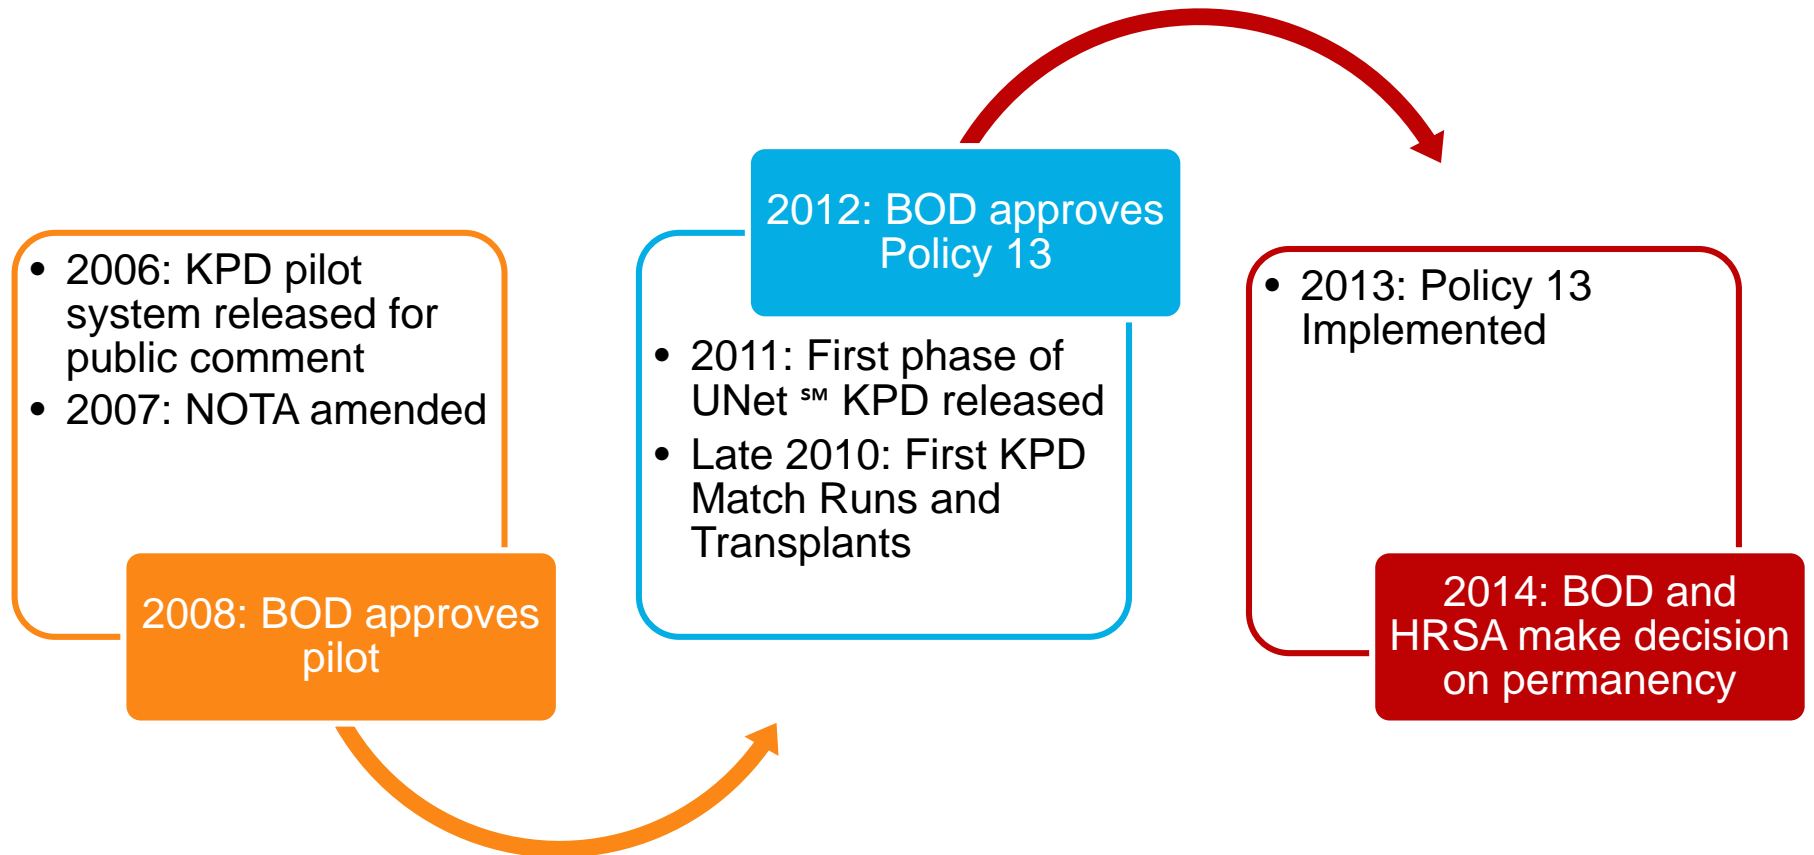 • 2006: KPD pilot
system released for
public comment
• 2007: NOTA amended
2008: BOD approves
pilot
2012: BOD approves
Policy 13
• 2011: First phase of
UNet ℠ KPD released
• Late 2010: First KPD
Match Runs and
Transplants
• 2013: Policy 13
Implemented
2014: BOD and
HRSA make decision
on permanency